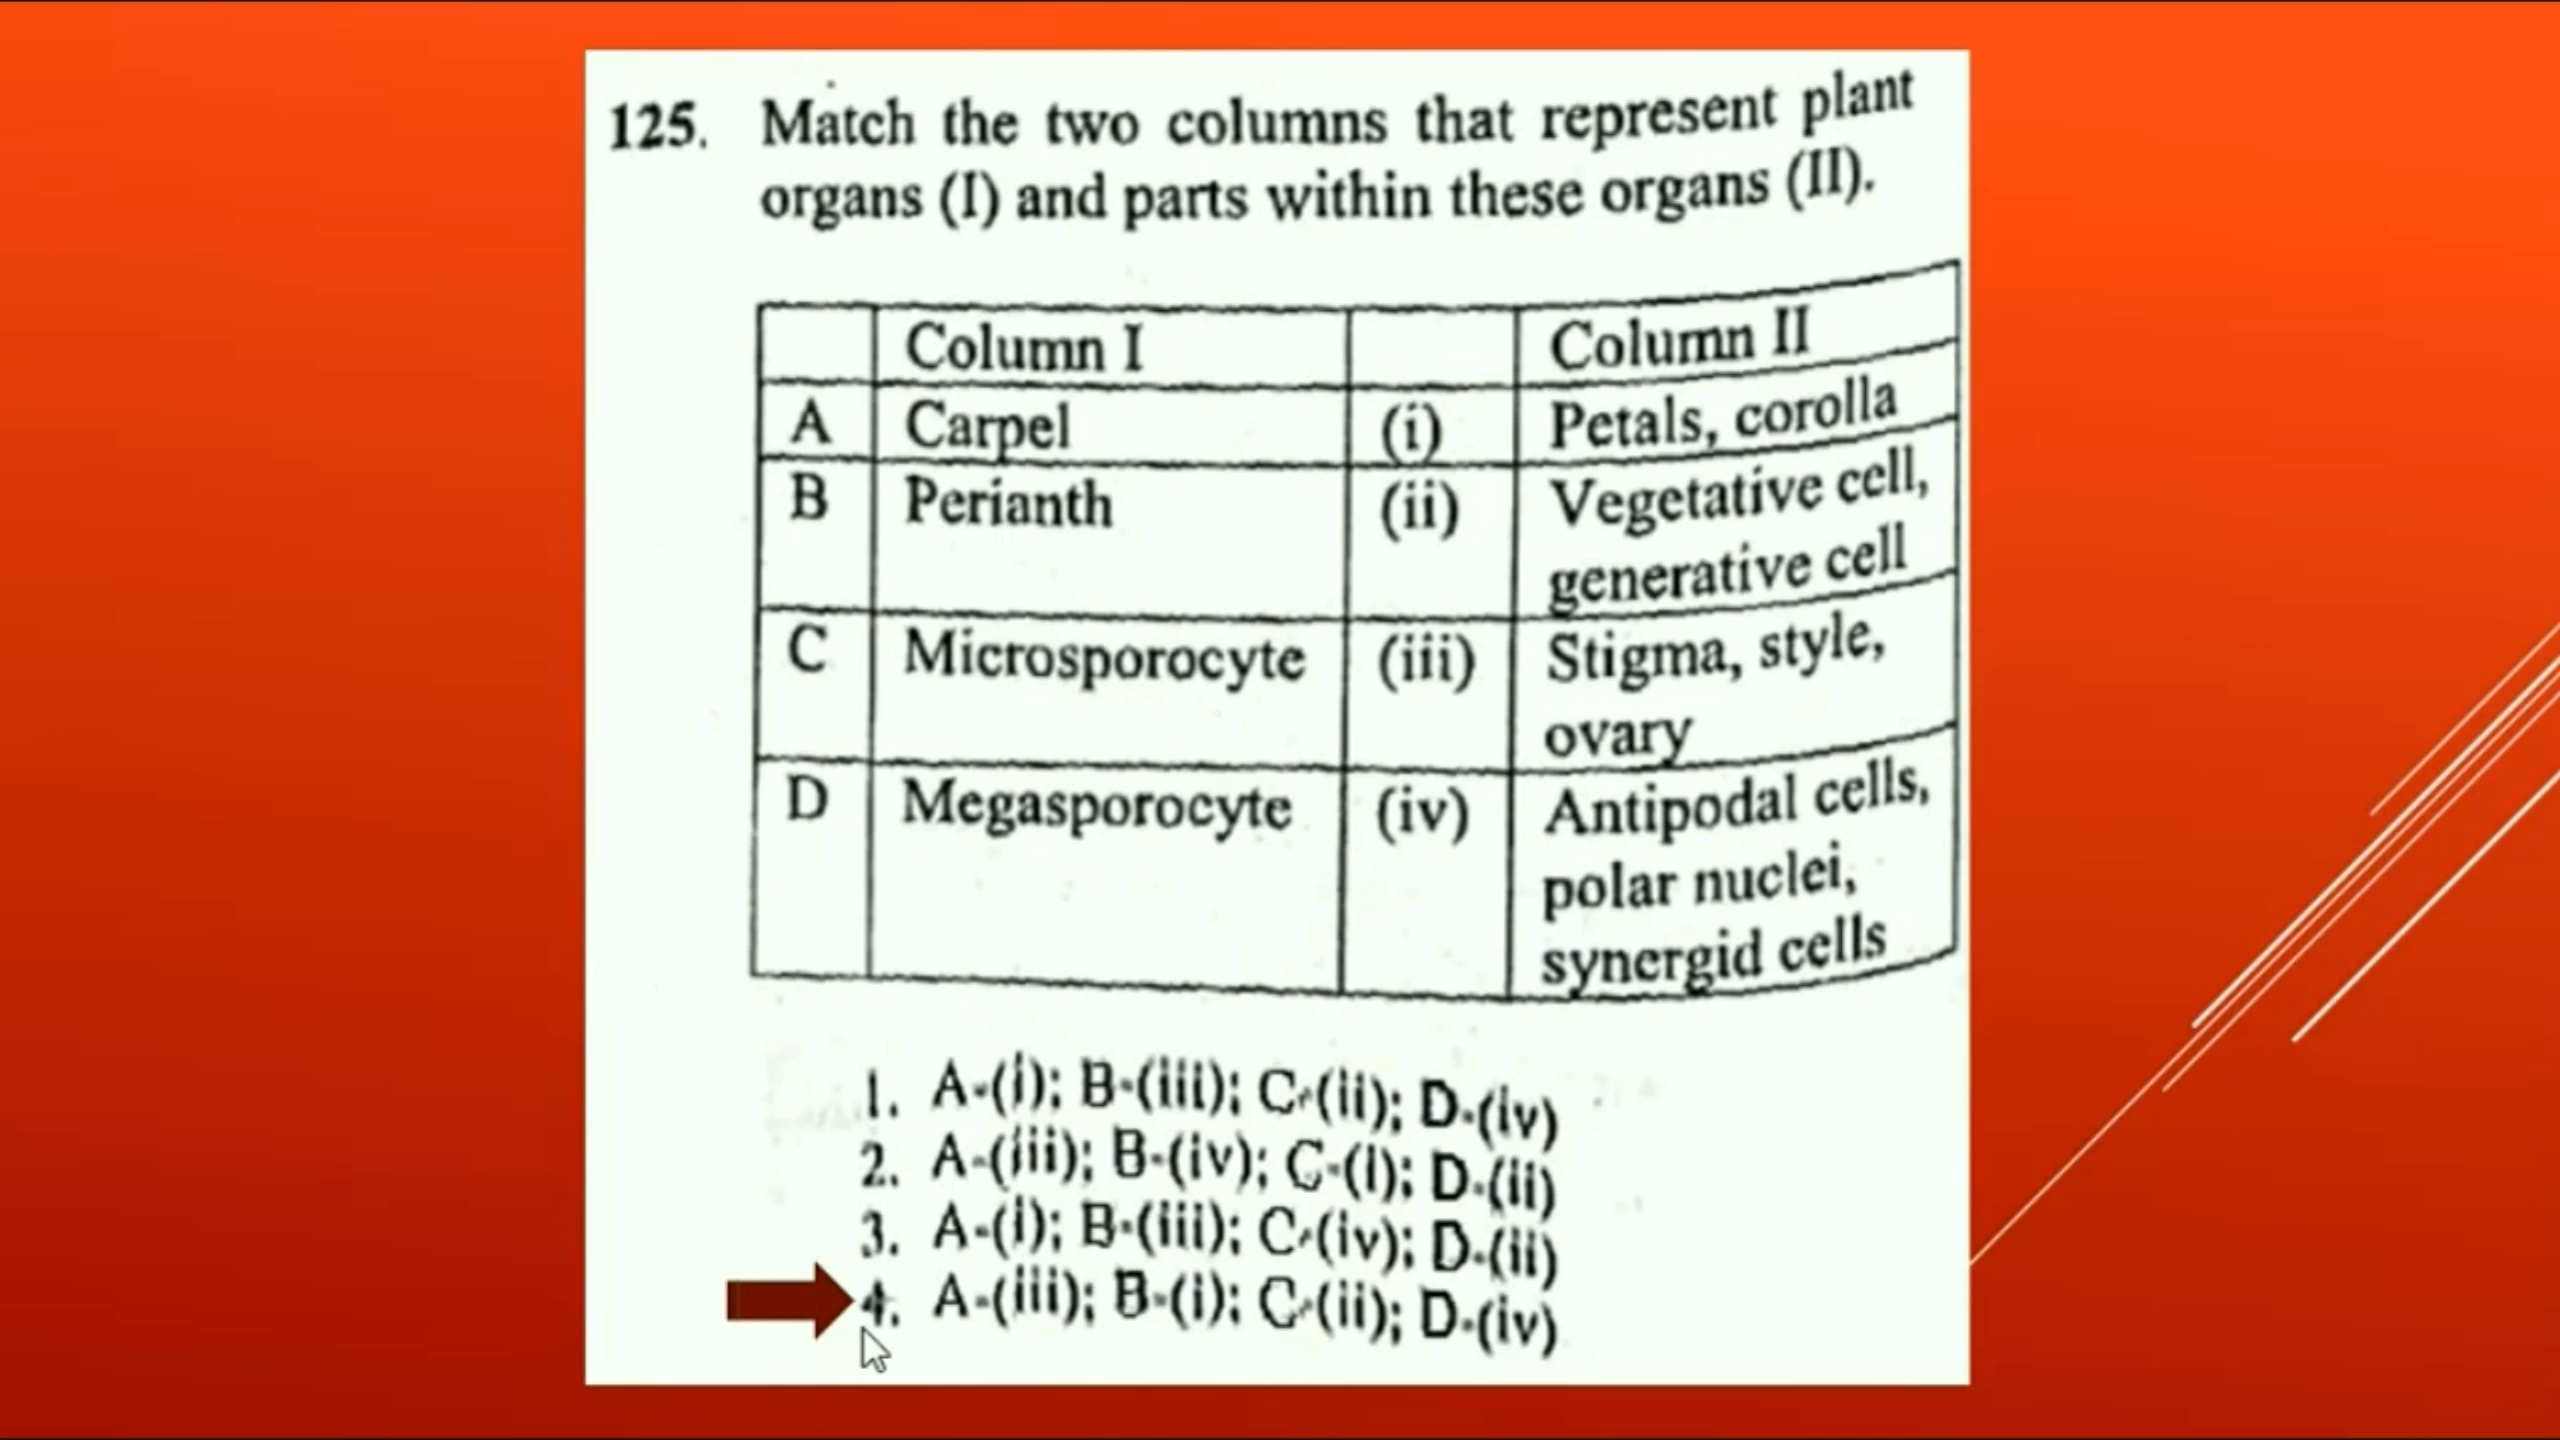 125. Match the two columns that represent plant
organs (I) and parts within these organs (II).
Column I Column II
A Carpel (i) Petals, corolla
B Perianth (ii) Vegetative cell,
generative cell
C Microsporocyte (iii) Stigma, style,
ovary
D Megasporocyte (iv) Antipodal cells,
polar nuclei,
synergid cells
1. A-(i); B-(iii); C-(ii); D-(iv)
2. A-(iii); B-(iv); C-(i); D-(ii)
3. A-(i); B-(iii); C-(iv); D-(ii)
4. A-(iii); B-(i); C-(ii); D-(iv)